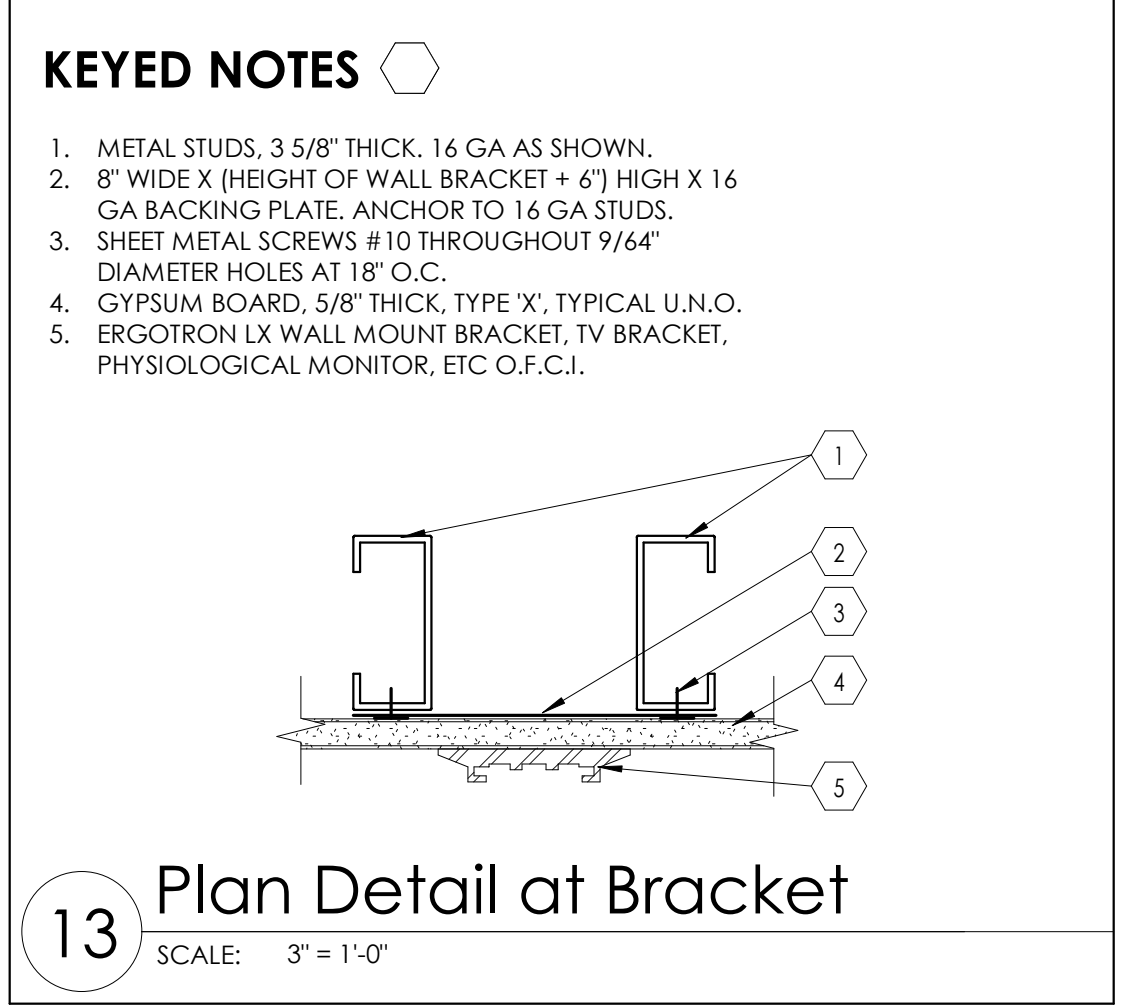 KEYED NOTES
1. METAL STUDS, 3 5/8" THICK. 16 GA AS SHOWN.
2. 8" WIDE X (HEIGHT OF WALL BRACKET + 6") HIGH X 16
GA BACKING PLATE. ANCHOR TO 16 GA STUDS.
3. SHEET METAL SCREWS #10 THROUGHOUT 9/64"
DIAMETER HOLES AT 18" O.C.
4. GYPSUM BOARD, 5/8" THICK, TYPE 'X', TYPICAL U.N.O.
5. ERGOTRON LX WALL MOUNT BRACKET, TV BRACKET,
PHYSIOLOGICAL MONITOR, ETC O.F.C.I.
1
2
3
4
5
13
Plan Detail at Bracket
SCALE: 3" = 1'-0"